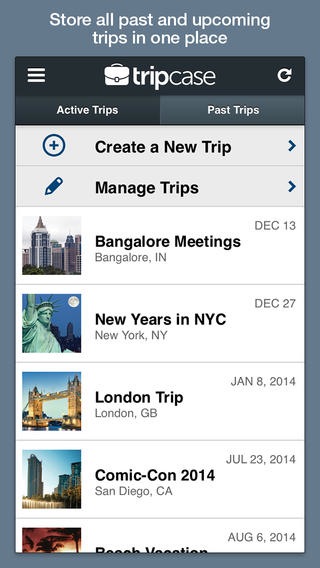 Store all past and upcoming
trips in one place
tripcase
Active Trips
Past Trips
Create a New Trip
Manage Trips
DEC 13
Bangalore Meetings
Bangalore, IN
DEC 27
New Years in NYC
New York, NY
JAN 8, 2014
London Trip
London, GB
JUL 23, 2014
Comic-Con 2014
San Diego, CA
AUG 6, 2014
Beach Vacation